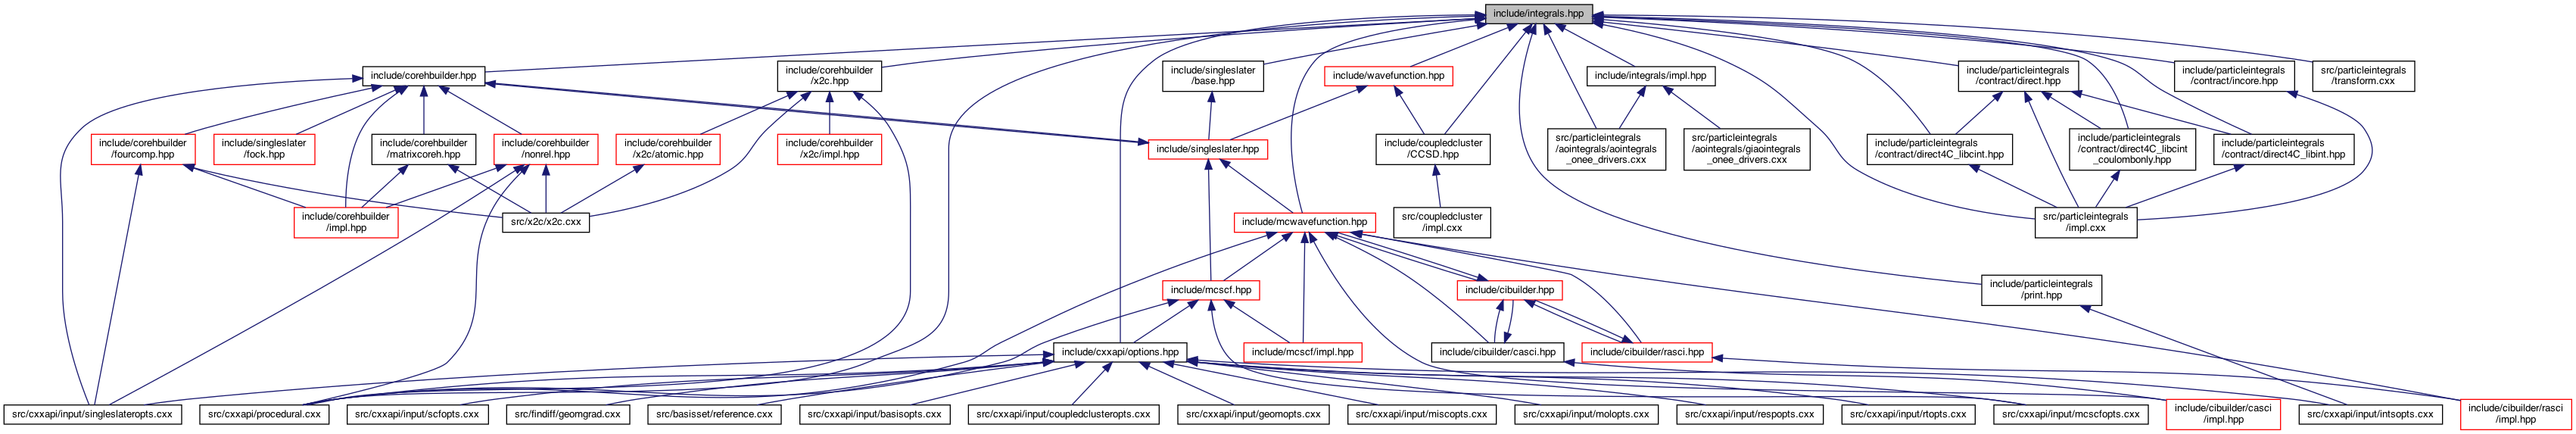 include/integrals.hpp
include/corehbuilder.hpp
include/corehbuilder
/x2c.hpp
include/singleslater
/base.hpp
include/wavefunction.hpp
include/integrals/impl.hpp
include/particleintegrals
/contract/direct.hpp
include/particleintegrals
/contract/incore.hpp
src/particleintegrals
/transform.cxx
include/corehbuilder
/fourcomp.hpp
include/singleslater
/fock.hpp
include/corehbuilder
/matrixcoreh.hpp
include/corehbuilder
/nonrel.hpp
include/corehbuilder
/x2c/atomic.hpp
include/corehbuilder
/x2c/impl.hpp
include/singleslater.hpp
include/coupledcluster
/CCSD.hpp
src/particleintegrals
/aointegrals/aointegrals
_onee_drivers.cxx
src/particleintegrals
/aointegrals/giaointegrals
_onee_drivers.cxx
include/particleintegrals
/contract/direct4C_libcint.hpp
include/particleintegrals
/contract/direct4C_libcint
_coulombonly.hpp
include/particleintegrals
/contract/direct4C_libint.hpp
include/corehbuilder
/impl.hpp
src/x2c/x2c.cxx
include/mcwavefunction.hpp
src/coupledcluster
/impl.cxx
src/particleintegrals
/impl.cxx
include/mcscf.hpp
include/cibuilder.hpp
include/particleintegrals
/print.hpp
include/cxxapi/options.hpp
include/mcscf/impl.hpp
include/cibuilder/casci.hpp
include/cibuilder/rasci.hpp
src/cxxapi/input/singleslateropts.cxx
src/cxxapi/procedural.cxx
src/cxxapi/input/scfopts.cxx
src/findiff/geomgrad.cxx
src/basisset/reference.cxx
src/cxxapi/input/basisopts.cxx
src/cxxapi/input/coupledclusteropts.cxx
src/cxxapi/input/geomopts.cxx
src/cxxapi/input/miscopts.cxx
src/cxxapi/input/molopts.cxx
src/cxxapi/input/respopts.cxx
src/cxxapi/input/rtopts.cxx
src/cxxapi/input/mcscfopts.cxx
include/cibuilder/casci
/impl.hpp
src/cxxapi/input/intsopts.cxx
include/cibuilder/rasci
/impl.hpp